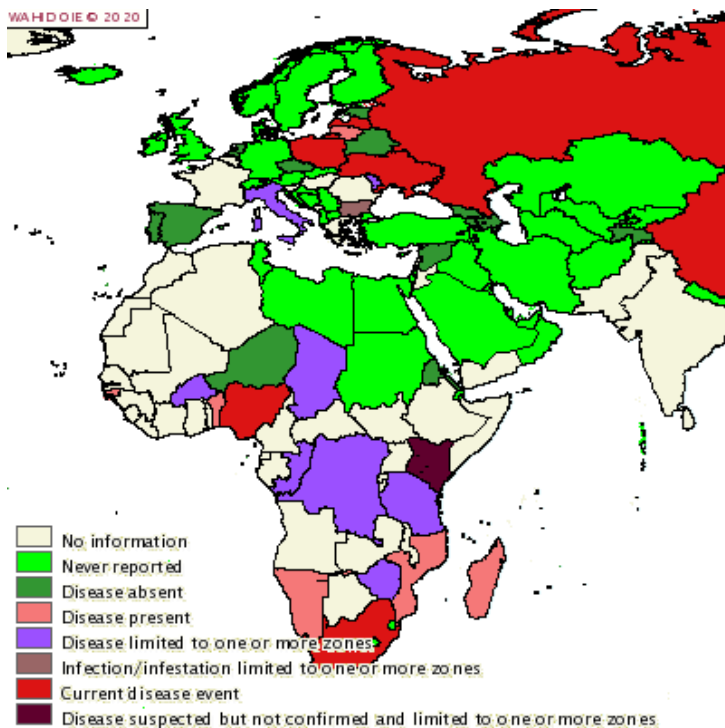 WAHIDOIE © 2020
No information
Never reported
Disease absent
Disease present
Disease limited to one or more zones
Infection/infestation limited to one or more zones
Current disease event
Disease suspected but not confirmed and limited to one or more zones